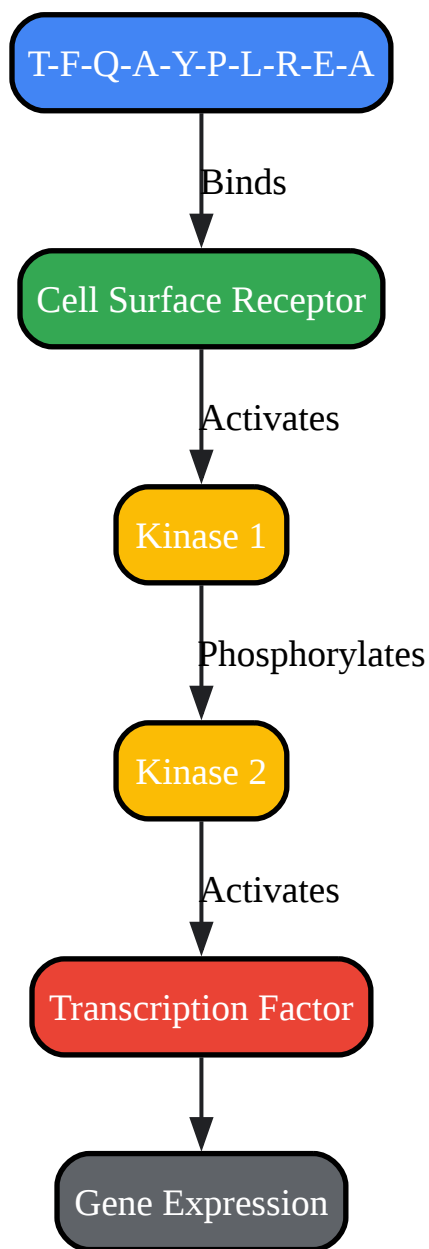 T-F-Q-A-Y-P-L-R-E-A
Binds
Cell Surface Receptor
Activates
Kinase 1
Phosphorylates
Kinase 2
Activates
Transcription Factor
Gene Expression